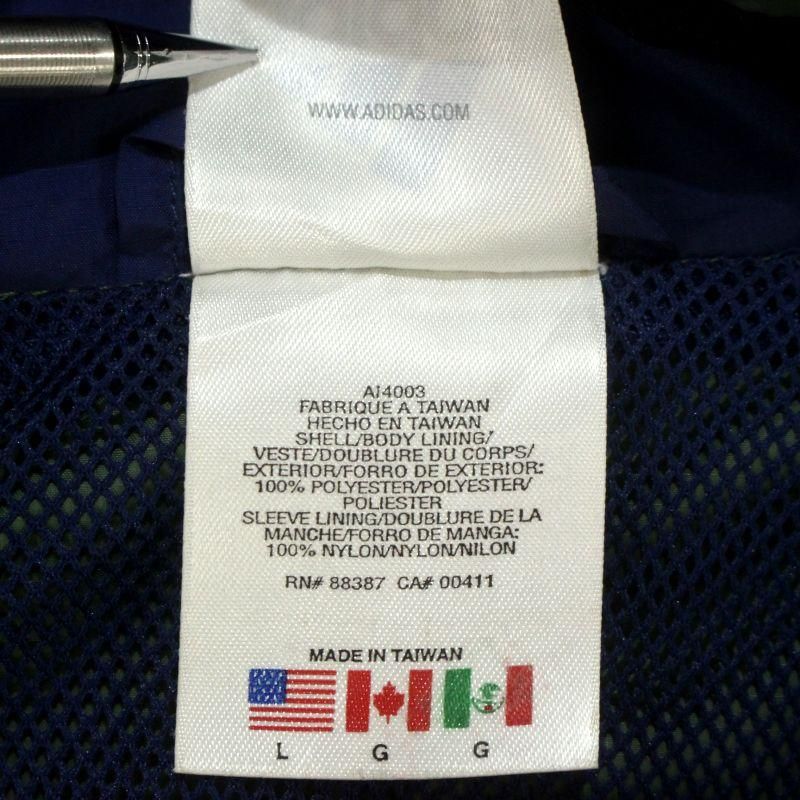 WWW.ADIDAS.COM
AI4003
FABRIQUE A TAIWAN
HECHO EN TAIWAN
SHELL/BODY LINING/
VESTE/DOUBLURE DU CORPS/
EXTERIOR/FORRO DE EXTERIOR:
100% POLYESTER/POLYESTER/
POLIESTER
SLEEVE LINING/DOUBLURE DE LA
MANCHE/FORRO DE MANGA:
100% NYLON/NYLON/NILON
RN# 88387 CA# 00411
MADE IN TAIWAN
L G G